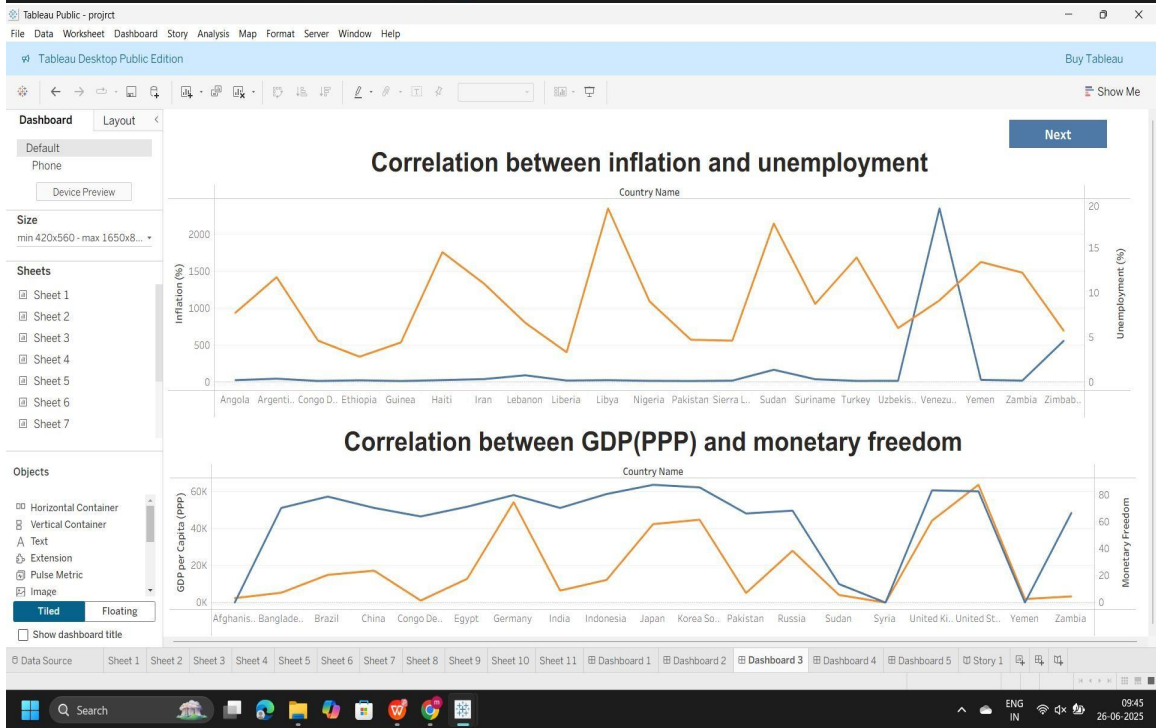 Tableau Public - projrct
File Data Worksheet Dashboard Story Analysis Map Format Server Window Help
Tableau Desktop Public Edition
Buy Tableau
Show Me
Dashboard Layout
Default
Phone
Device Preview
Size
min 420x560 - max 1650x8...
Sheets
Sheet 1
Sheet 2
Sheet 3
Sheet 4
Sheet 5
Sheet 6
Sheet 7
Objects
Horizontal Container
Vertical Container
Text
Extension
Pulse Metric
Image
Tiled Floating
Show dashboard title
Next
Correlation between inflation and unemployment
Country Name
Inflation (%)
2000
1500
1000
500
0
20
15
10
5
0
Unemployment (%)
Angola Argenti.. Congo D.. Ethiopia Guinea Haiti Iran Lebanon Liberia Libya Nigeria Pakistan Sierra L.. Sudan Suriname Turkey Uzbekis.. Venezu.. Yemen Zambia Zimbab..
Correlation between GDP(PPP) and monetary freedom
Country Name
GDP per Capita (PPP)
60K
40K
20K
0K
80
60
40
20
0
Monetary Freedom
Afghanis.. Banglade.. Brazil China Congo De.. Egypt Germany India Indonesia Japan Korea So.. Pakistan Russia Sudan Syria United Ki.. United St.. Yemen Zambia
Data Source Sheet 1 Sheet 2 Sheet 3 Sheet 4 Sheet 5 Sheet 6 Sheet 7 Sheet 8 Sheet 9 Sheet 10 Sheet 11 Dashboard 1 Dashboard 2 Dashboard 3 Dashboard 4 Dashboard 5 Story 1
Search
ENG
IN
09:45
26-06-2025